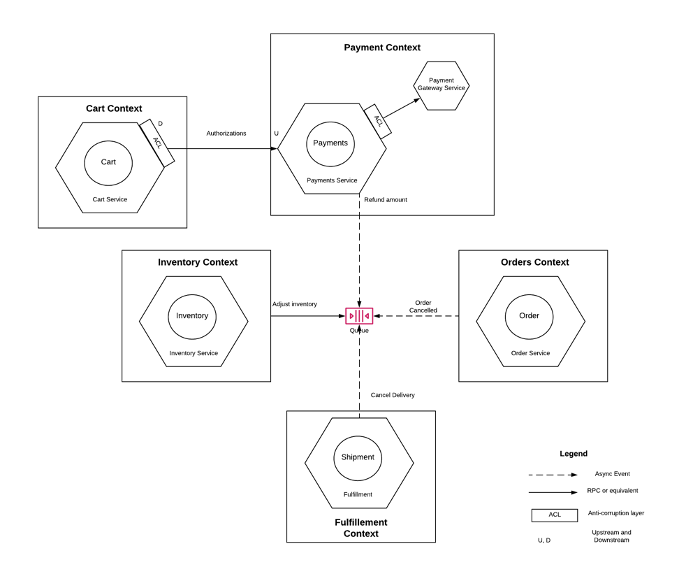 Payment Context
Payment
Gateway Service
Cart Context
D
ACL
ACL
Authorizations
U
Payments
Cart
Payments Service
Cart Service
Refund amount
Inventory Context
Orders Context
Adjust inventory
Order
Cancelled
Inventory
Order
Queue
Inventory Service
Order Service
Cancel Delivery
Shipment
Fulfillment
Fulfillement
Context
Legend
Async Event
RPC or equivalent
ACL
Anti-corruption layer
U, D
Upstream and
Downstream